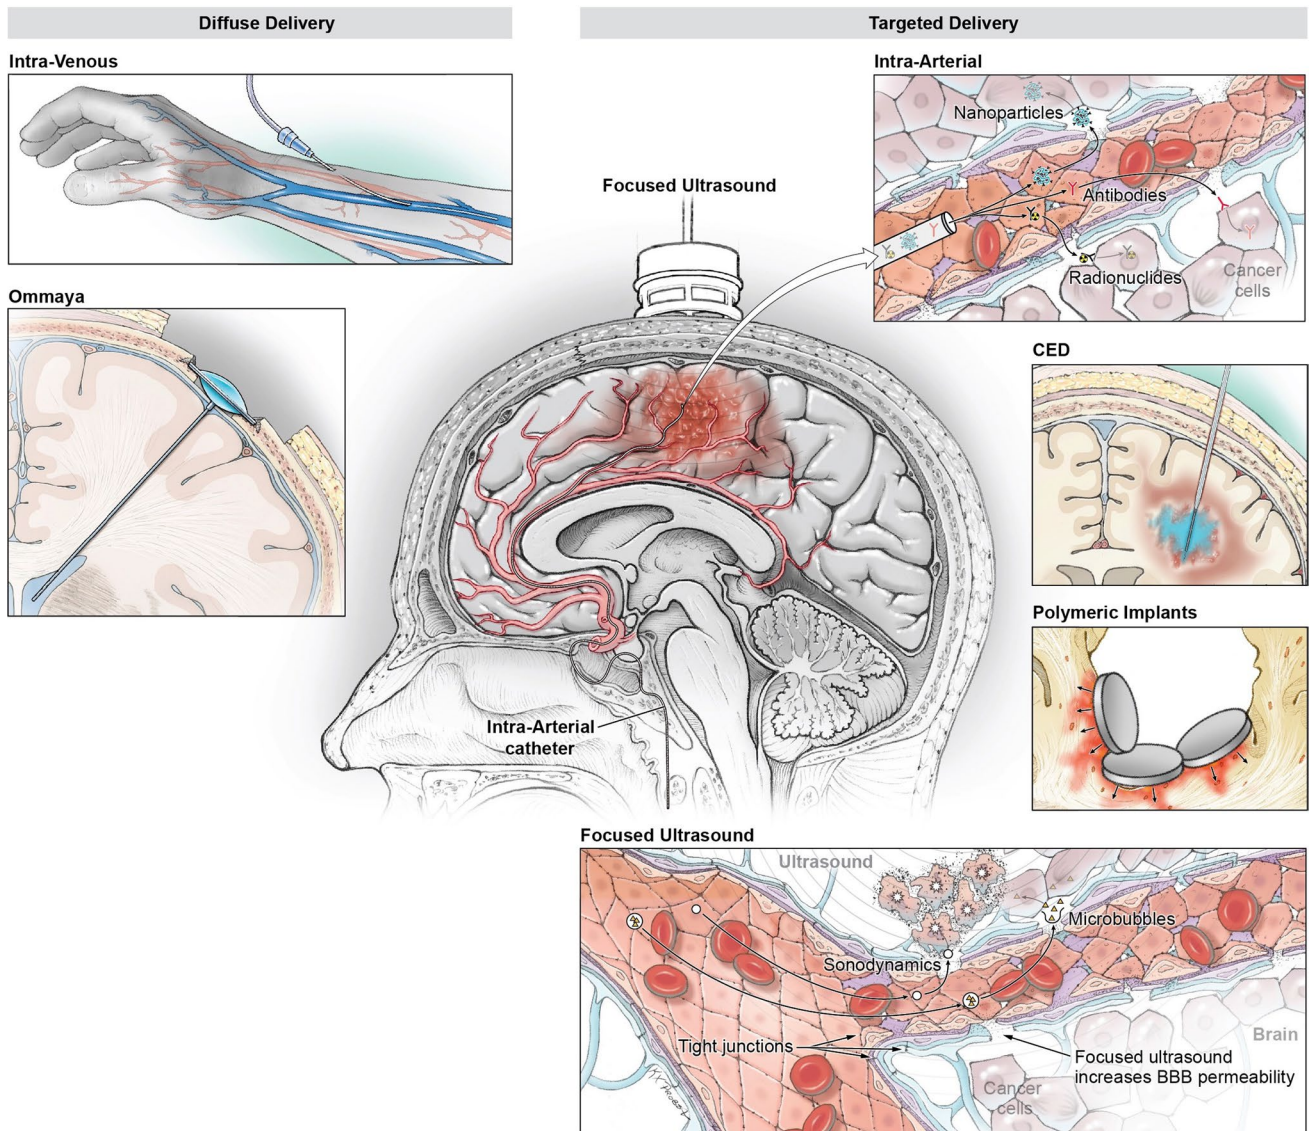 Diffuse Delivery
Targeted Delivery
Intra-Venous
Intra-Arterial
Nanoparticles
Antibodies
Radionuclides
Cancer
cells
Focused Ultrasound
Ommaya
CED
Polymeric Implants
Intra-Arterial
catheter
Focused Ultrasound
Ultrasound
Microbubbles
Sonodynamics
Tight junctions
Brain
Focused ultrasound
increases BBB permeability
Cancer
cells